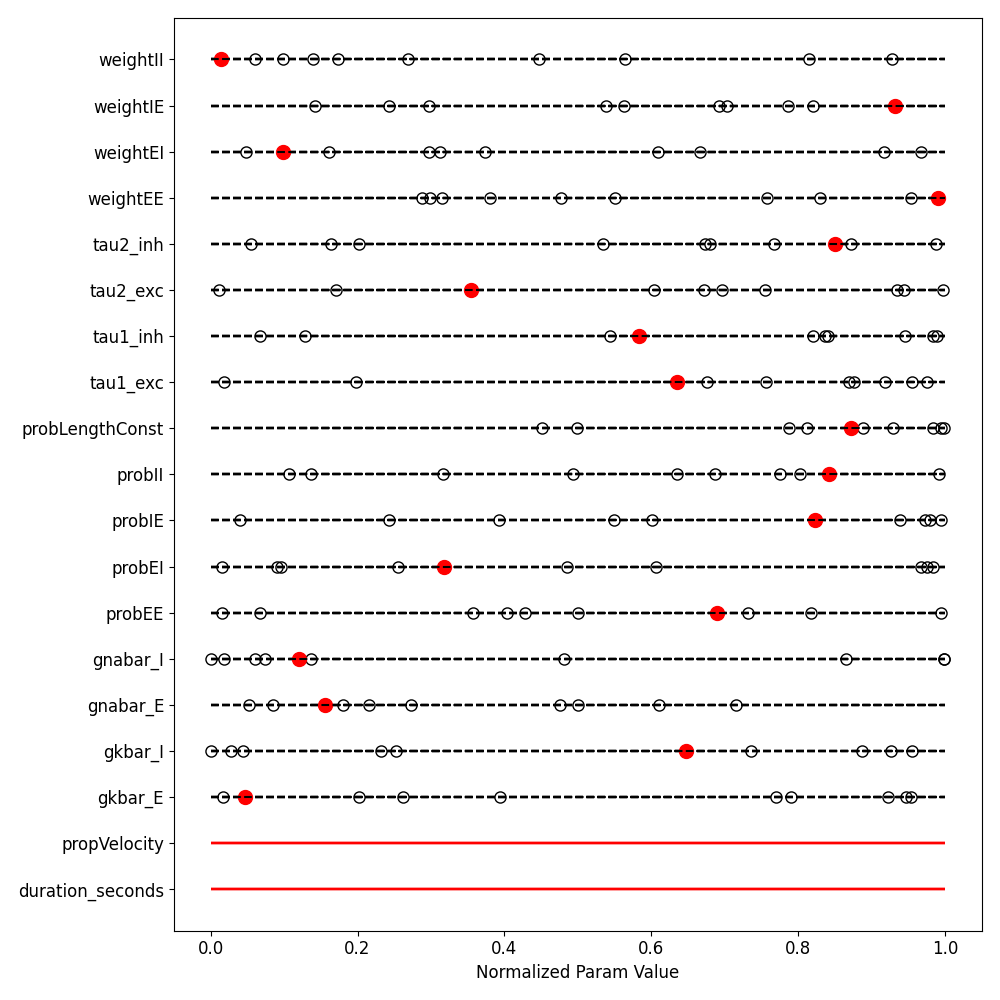 weightII
weightIE
weightEI
weightEE
tau2_inh
tau2_exc
tau1_inh
tau1_exc
probLengthConst
probII
probIE
probEI
probEE
gnabar_I
gnabar_E
gkbar_I
gkbar_E
propVelocity
duration_seconds
0.0 0.2 0.4 0.6 0.8 1.0
Normalized Param Value